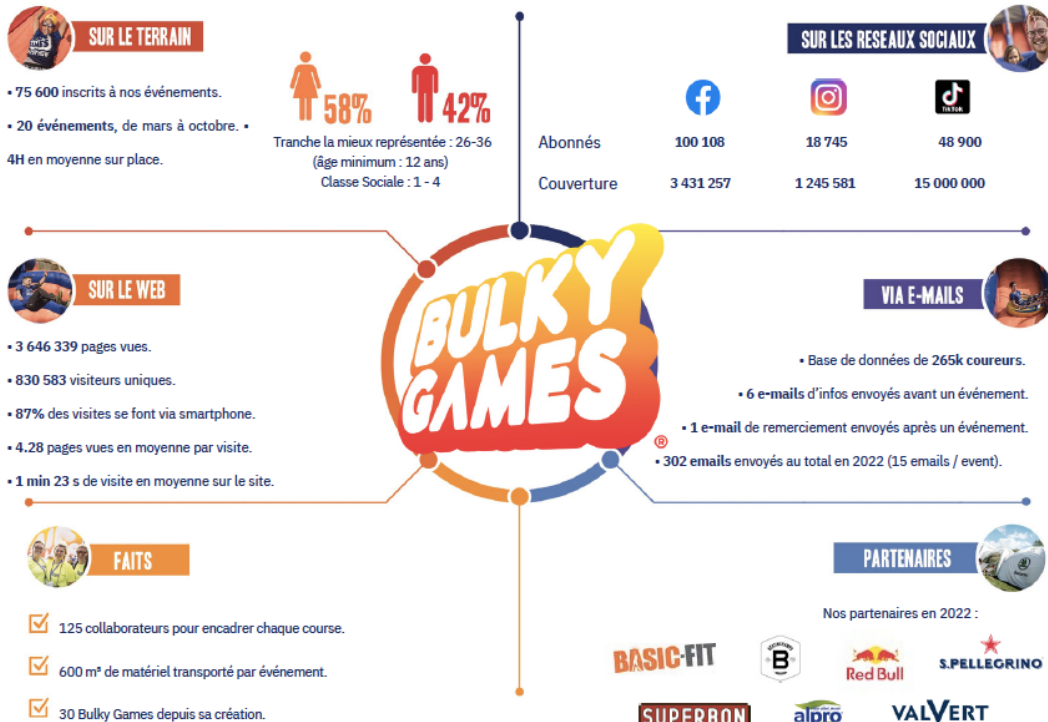 SUR LE TERRAIN
▪ 75 600 inscrits à nos événements.
▪ 20 événements, de mars à octobre. ▪
4H en moyenne sur place.
58%
42%
Tranche la mieux représentée : 26-36
(âge minimum : 12 ans)
Classe Sociale : 1 - 4
SUR LES RESEAUX SOCIAUX
TIKTOK
Abonnés 100 108 18 745 48 900
Couverture 3 431 257 1 245 581 15 000 000
SUR LE WEB
▪ 3 646 339 pages vues.
▪ 830 583 visiteurs uniques.
▪ 87% des visites se font via smartphone.
▪ 4.28 pages vues en moyenne par visite.
▪ 1 min 23 s de visite en moyenne sur le site.
BULKY
GAMES
®
VIA E-MAILS
▪ Base de données de 265k coureurs.
▪ 6 e-mails d'infos envoyés avant un événement.
▪ 1 e-mail de remerciement envoyés après un événement.
▪ 302 emails envoyés au total en 2022 (15 emails / event).
FAITS
125 collaborateurs pour encadrer chaque course.
600 m³ de matériel transporté par événement.
30 Bulky Games depuis sa création.
PARTENAIRES
Nos partenaires en 2022 :
BASIC-FIT
B
Red Bull
S.PELLEGRINO
SUPERBON
alpro
VALVERT